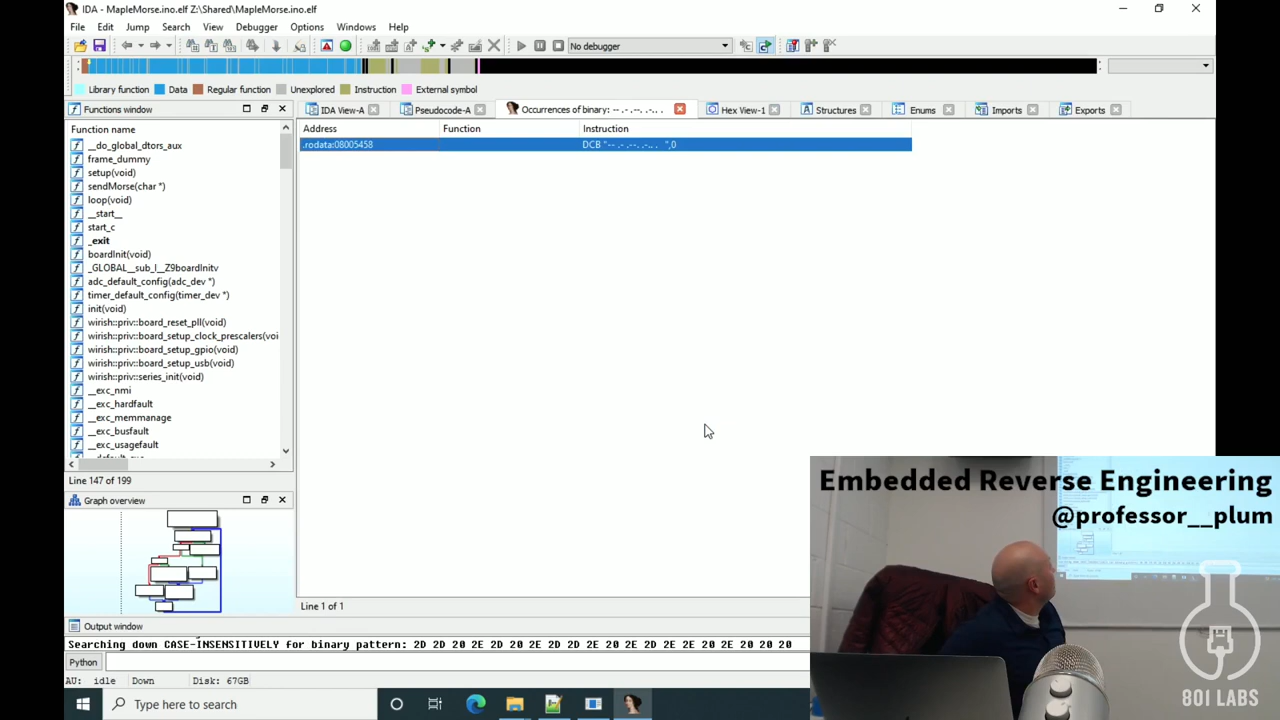 IDA - MapleMorse.ino.elf Z:\Shared\MapleMorse.ino.elf
File Edit Jump Search View Debugger Options Windows Help
No debugger
Library function Data Regular function Unexplored Instruction External symbol
Functions window
IDA View-A Pseudocode-A Occurrences of binary: -- .- .--. .-.. . Hex View-1 Structures Enums Imports Exports
Function name
Address Function Instruction
.rodata:08005458 DCB "-- .- .--. .-.. .   ",0
__do_global_dtors_aux
frame_dummy
setup(void)
sendMorse(char *)
loop(void)
__start__
start_c
_exit
boardInit(void)
_GLOBAL__sub_I__Z9boardInitv
adc_default_config(adc_dev *)
timer_default_config(timer_dev *)
init(void)
wirish::priv::board_reset_pll(void)
wirish::priv::board_setup_clock_prescalers(voi
wirish::priv::board_setup_gpio(void)
wirish::priv::board_setup_usb(void)
wirish::priv::series_init(void)
__exc_nmi
__exc_hardfault
__exc_memmanage
__exc_busfault
__exc_usagefault
Line 147 of 199
Graph overview
Line 1 of 1
Output window
Searching down CASE-INSENSITIVELY for binary pattern: 2D 2D 20 2E 2D 20 2E 2D 2D 2E 20 2E 2D 2E 2E 20 2E 20 20 20
Python
AU: idle Down Disk: 67GB
Type here to search
Embedded Reverse Engineering
@professor__plum
801 LABS